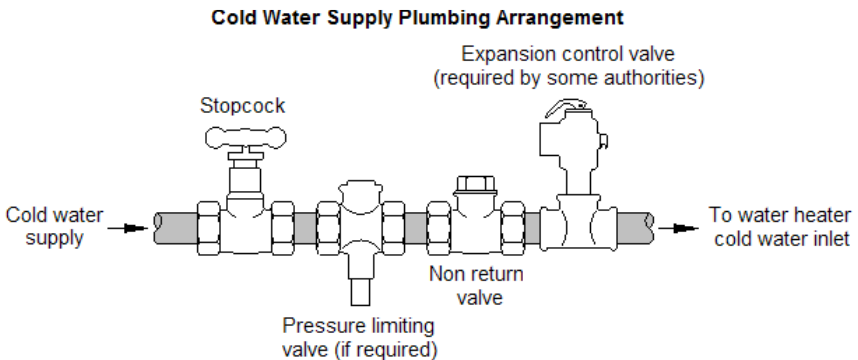 Cold Water Supply Plumbing Arrangement
Expansion control valve
(required by some authorities)
Stopcock
Cold water
supply
To water heater
cold water inlet
Non return
valve
Pressure limiting
valve (if required)